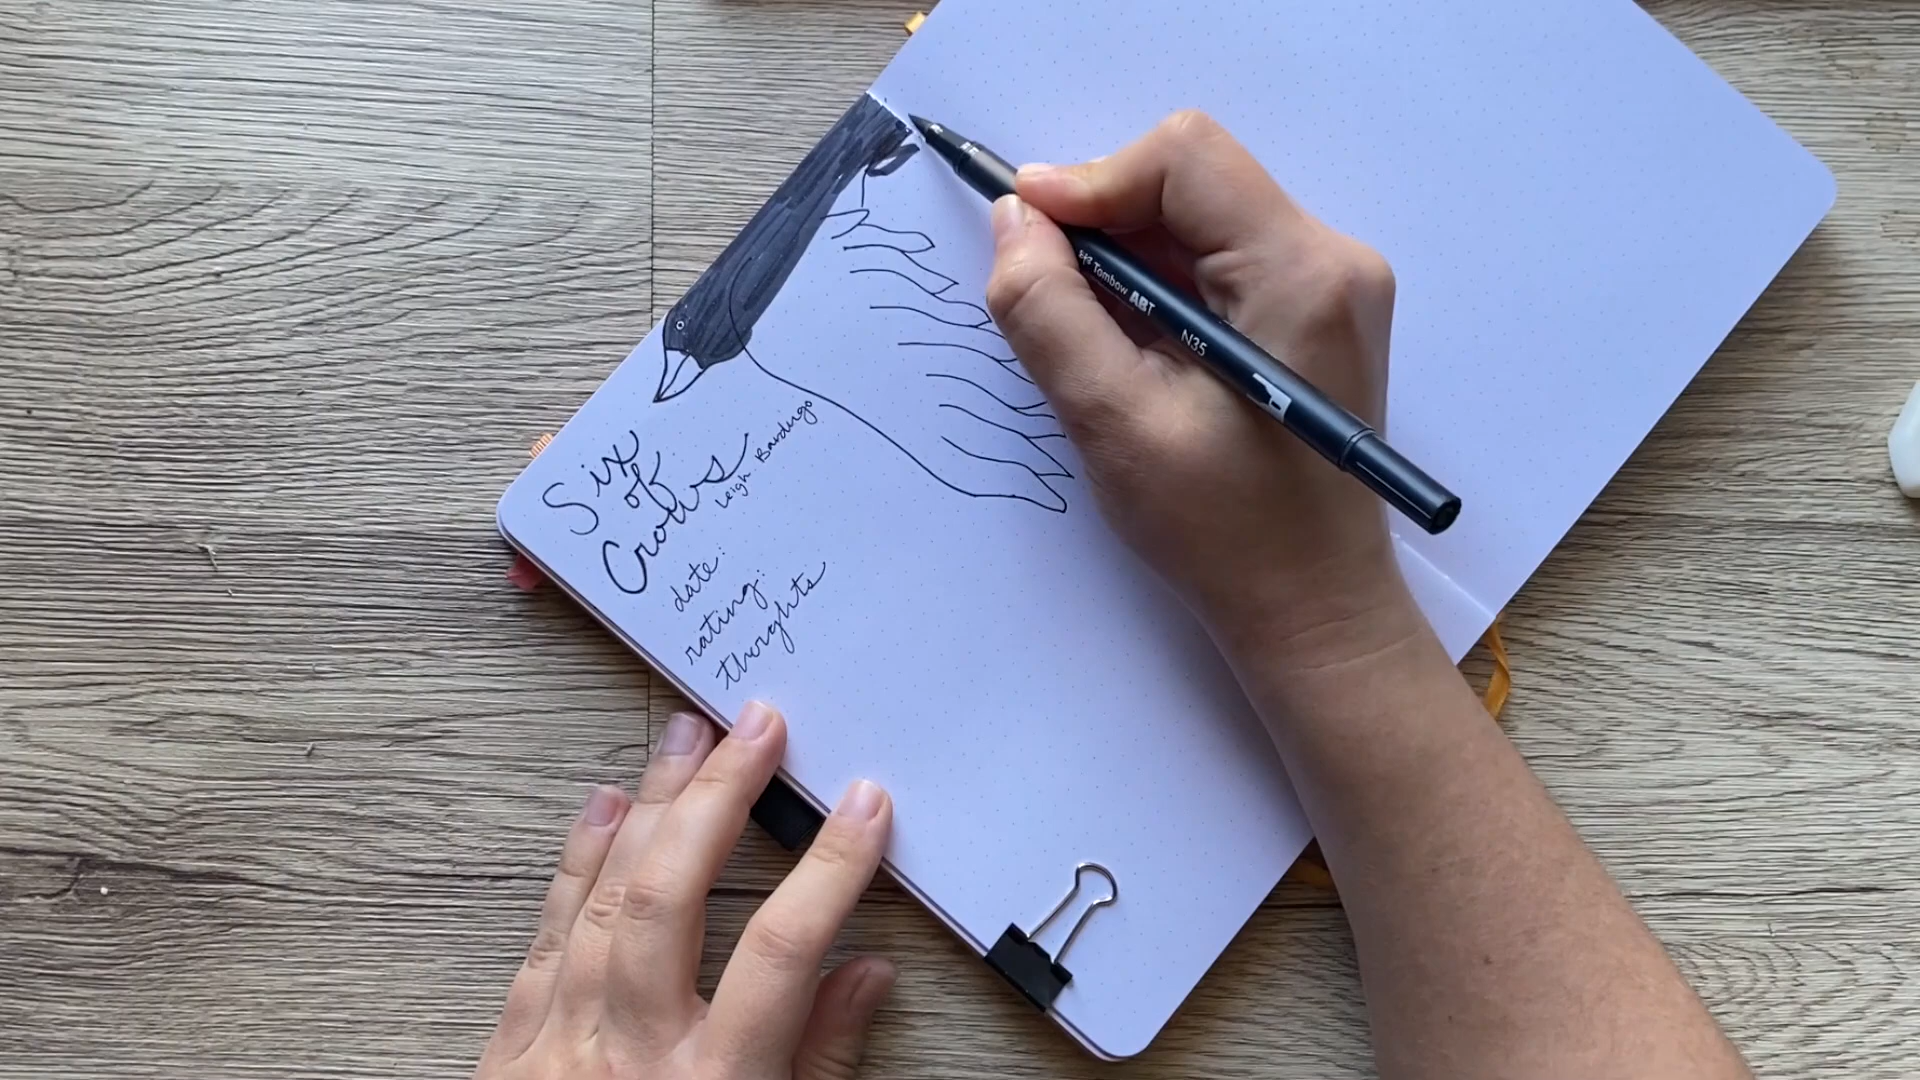 Six
of
Crows
Leigh Bardugo
date:
rating:
thoughts
Tombow ABT N35